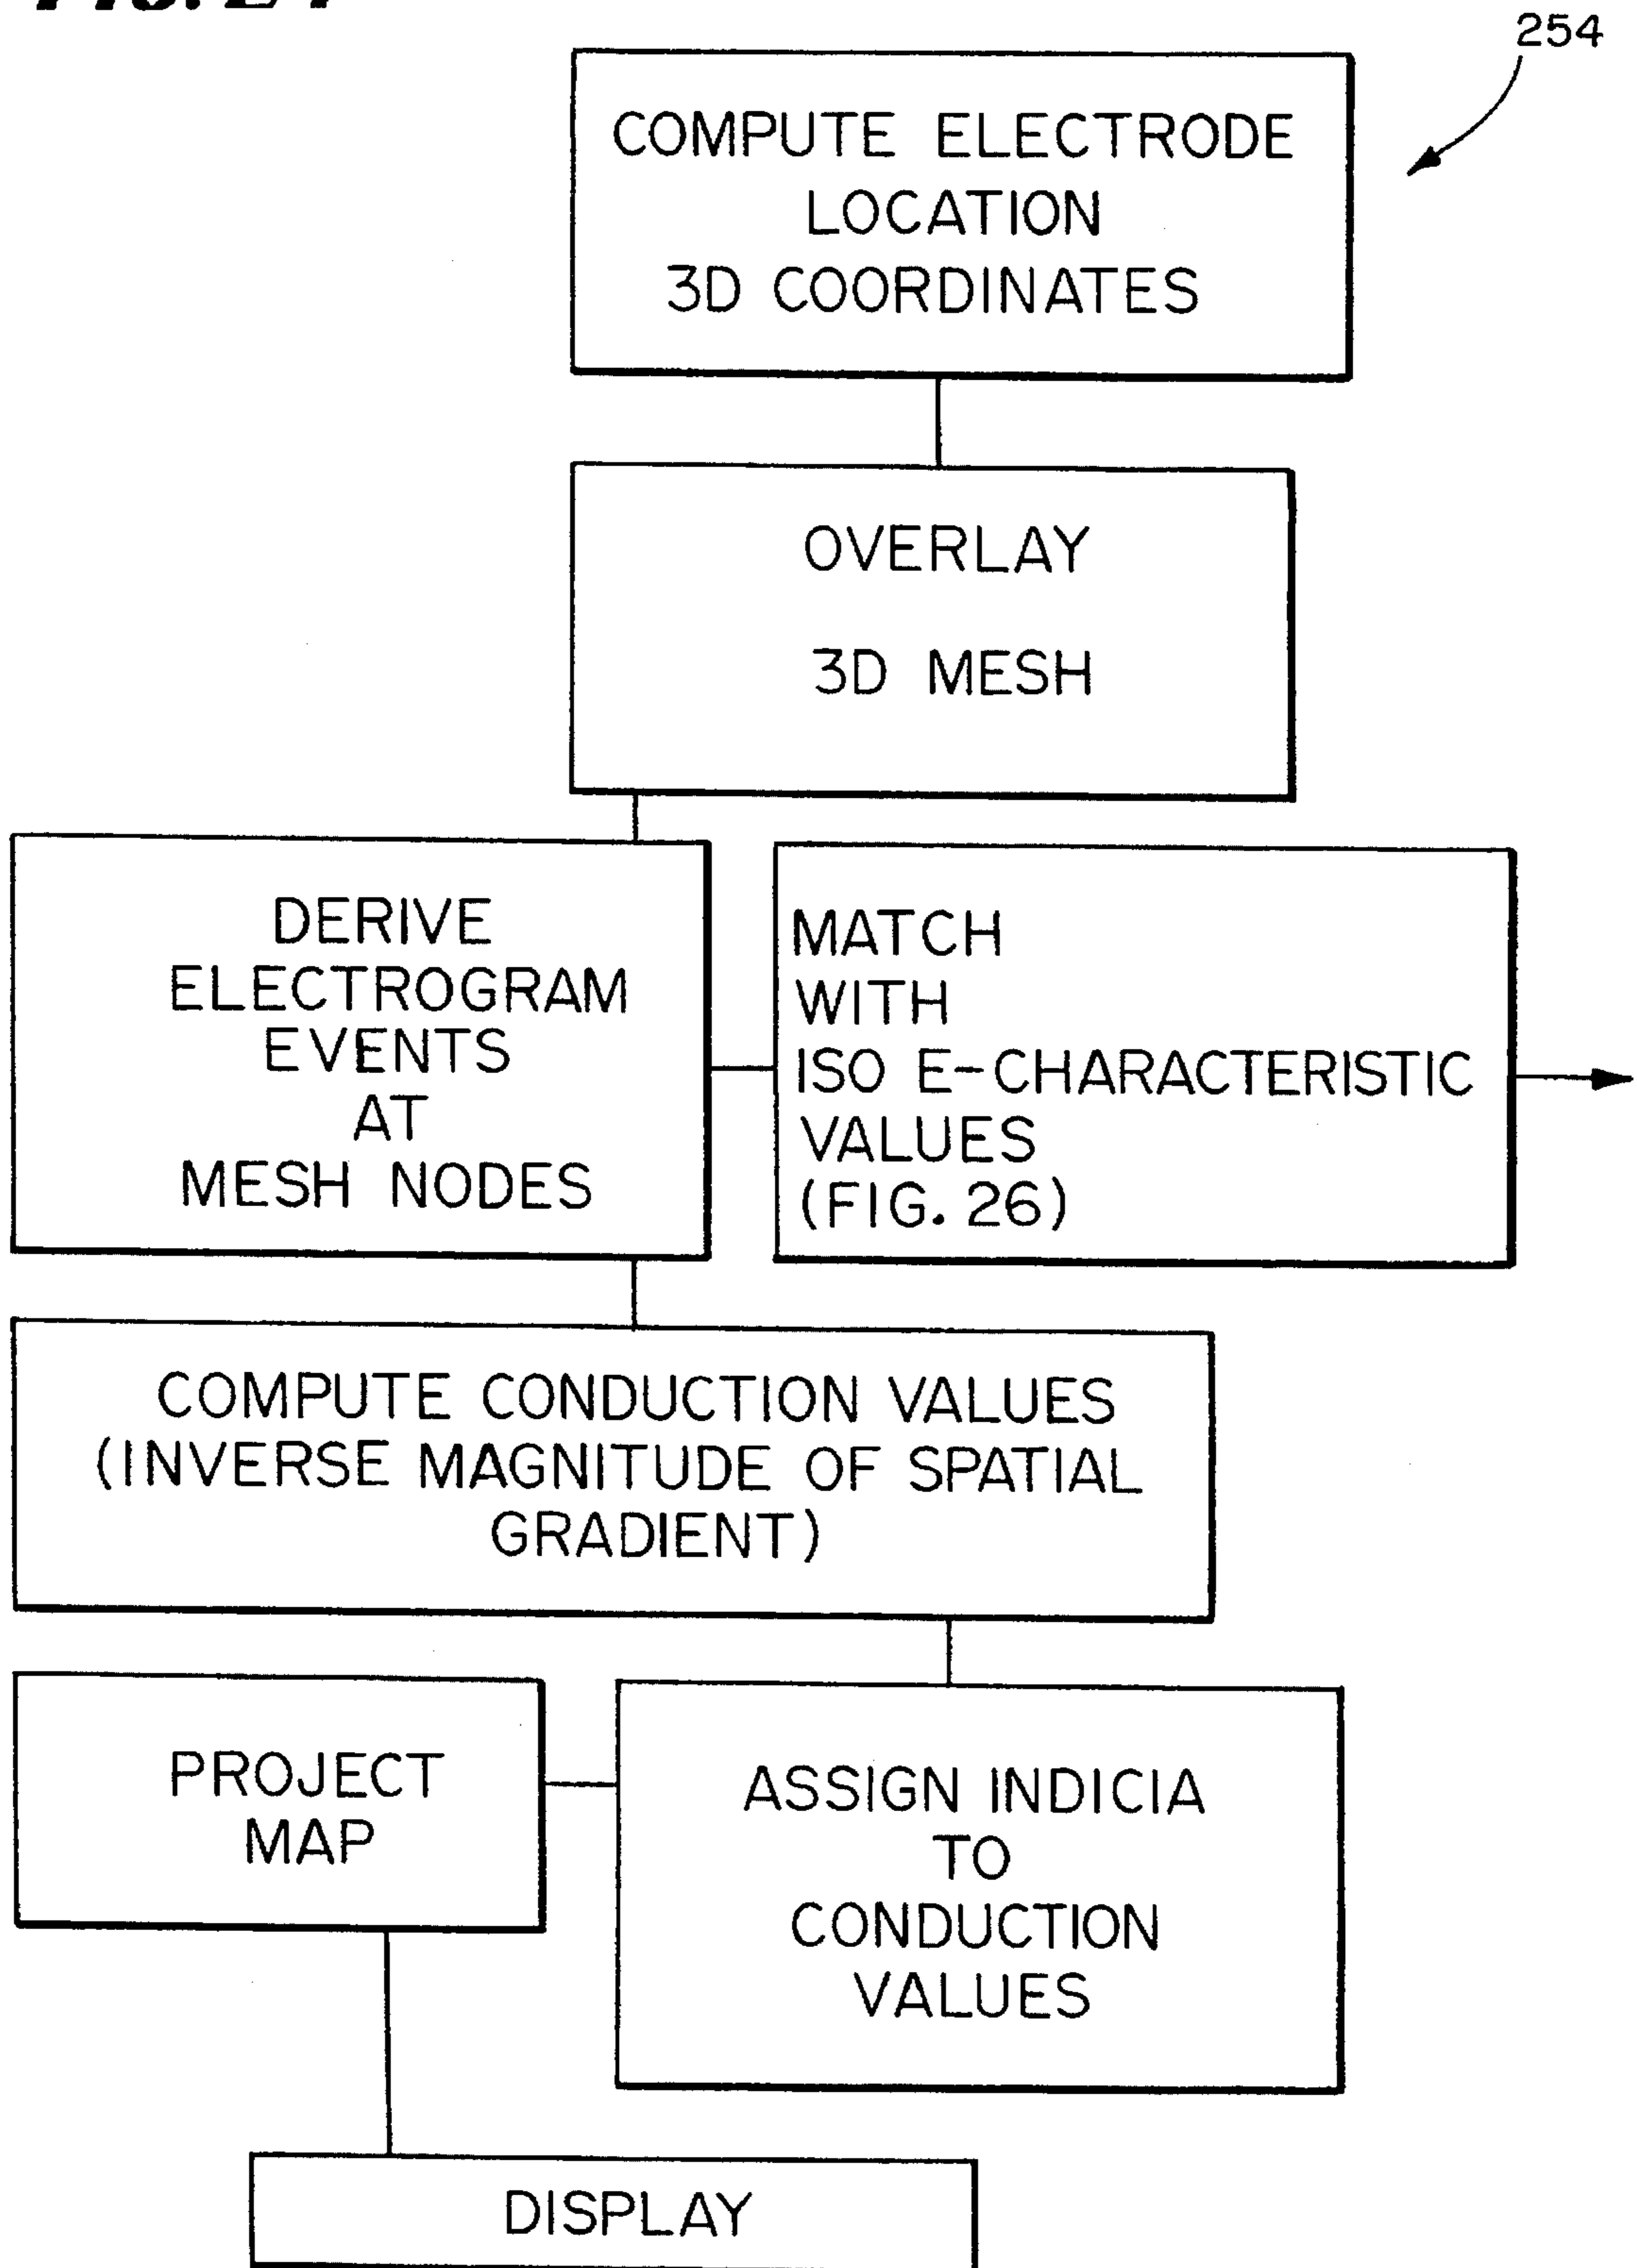 254
COMPUTE ELECTRODE
LOCATION
3D COORDINATES
OVERLAY
3D MESH
DERIVE
ELECTROGRAM
EVENTS
AT
MESH NODES
MATCH
WITH
ISO E-CHARACTERISTIC
VALUES
(FIG. 26)
COMPUTE CONDUCTION VALUES
(INVERSE MAGNITUDE OF SPATIAL
GRADIENT)
PROJECT
MAP
ASSIGN INDICIA
TO
CONDUCTION
VALUES
DISPLAY